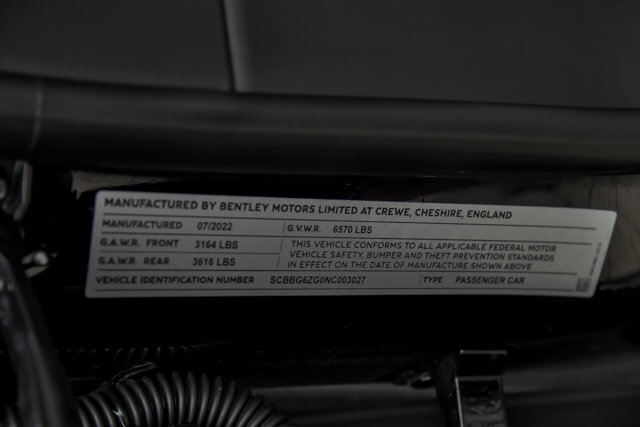 MANUFACTURED BY BENTLEY MOTORS LIMITED AT CREWE, CHESHIRE, ENGLAND
MANUFACTURED 07/2022 G.V.W.R. 6570 LBS
G.A.W.R. FRONT 3164 LBS
G.A.W.R. REAR 3616 LBS
THIS VEHICLE CONFORMS TO ALL APPLICABLE FEDERAL MOTOR
VEHICLE SAFETY, BUMPER AND THEFT PREVENTION STANDARDS
IN EFFECT ON THE DATE OF MANUFACTURE SHOWN ABOVE
VEHICLE IDENTIFICATION NUMBER SCBBG6ZG0NC003027 TYPE PASSENGER CAR